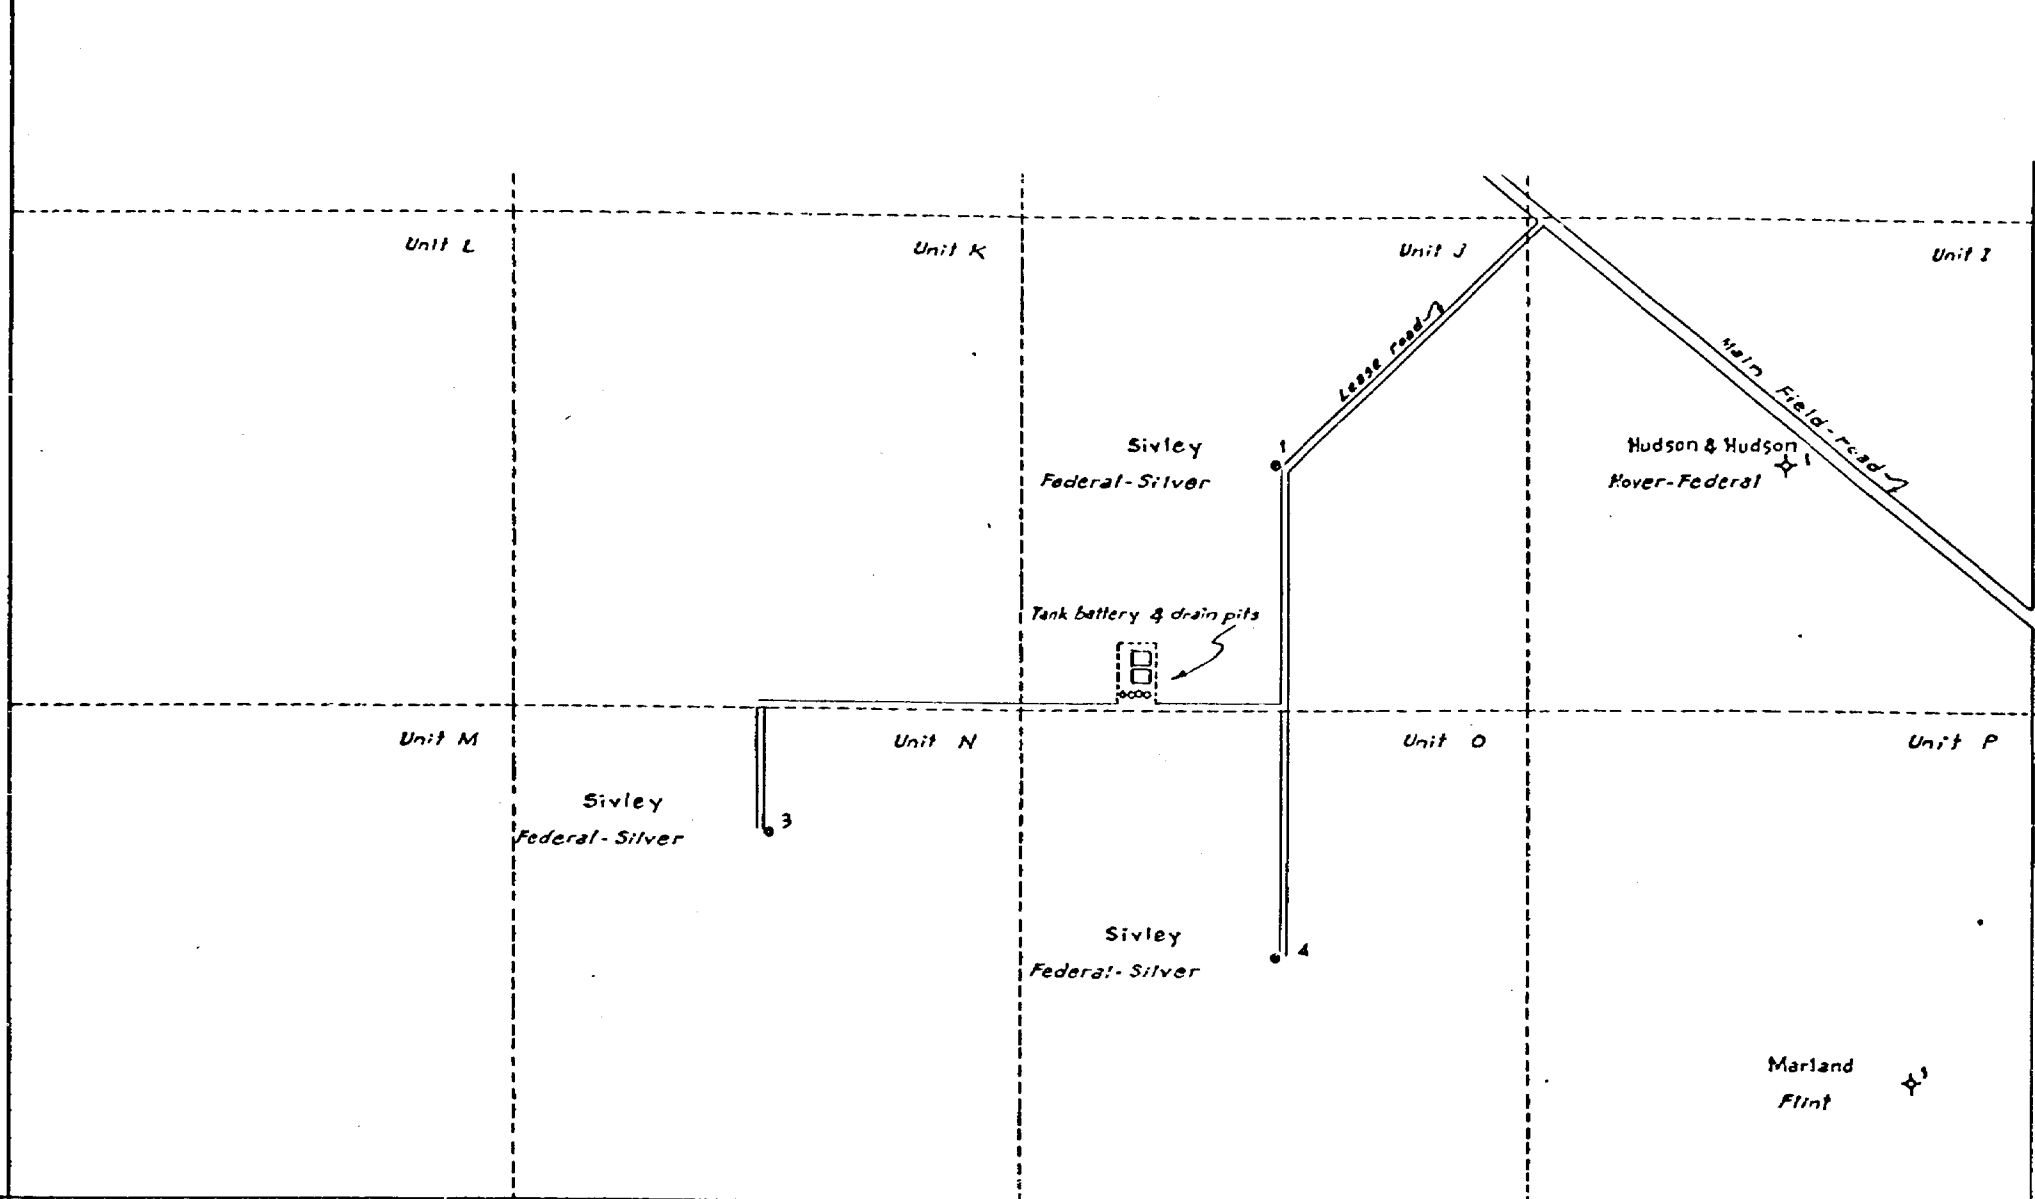 Unit L
Unit K
Unit J
Unit I
Lease road
Main Field-road
Sivley
Federal-Silver
1
Hudson & Hudson
Hover-Federal
1
Tank battery & drain pits
Unit M
Unit N
Unit O
Unit P
Sivley
Federal-Silver
3
Sivley
Federal-Silver
4
Marland
Flint
1